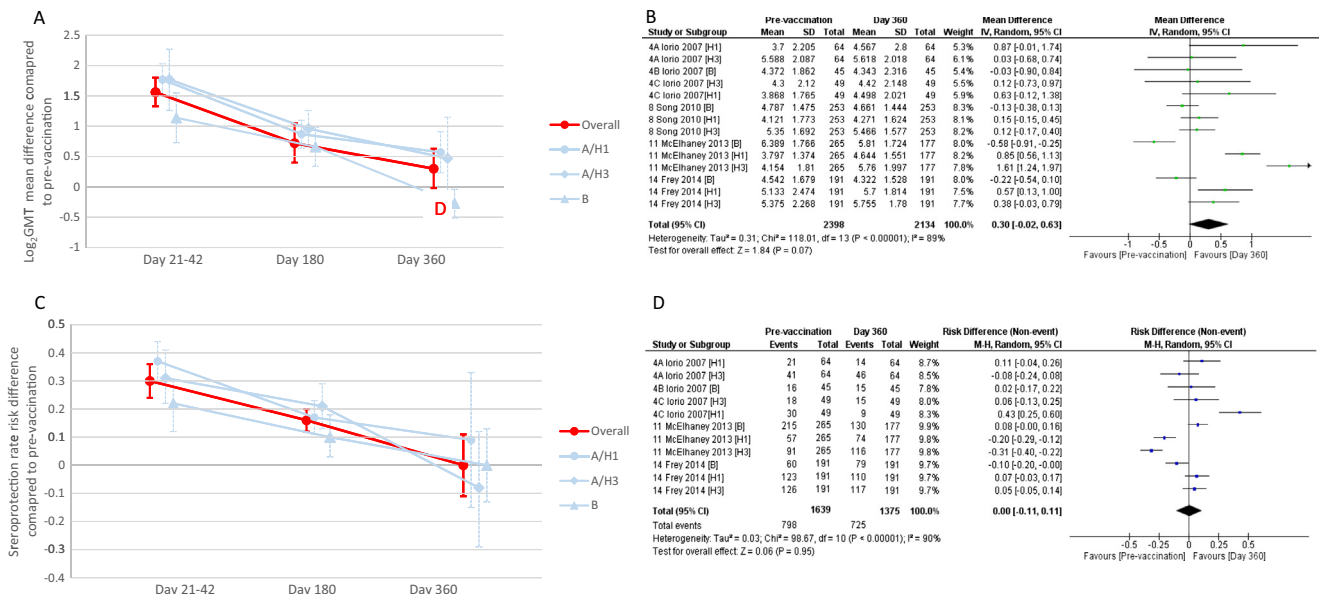 A
Log2GMT mean difference comapred
to pre-vaccination
2.5
2
1.5
1
0.5
0
-0.5
-1
Day 21-42 Day 180 Day 360
D
Overall
A/H1
A/H3
B
B
Pre-vaccination Day 360 Mean Difference Mean Difference
Study or Subgroup Mean SD Total Mean SD Total Weight IV, Random, 95% CI IV, Random, 95% CI
4A Iorio 2007 [H1] 3.7 2.205 64 4.567 2.8 64 5.3% 0.87 [-0.01, 1.74]
4A Iorio 2007 [H3] 5.588 2.087 64 5.618 2.018 64 6.3% 0.03 [-0.68, 0.74]
4B Iorio 2007 [B] 4.372 1.862 45 4.343 2.316 45 5.3% -0.03 [-0.90, 0.84]
4C Iorio 2007 [H3] 4.3 2.12 49 4.42 2.148 49 5.4% 0.12 [-0.73, 0.97]
4C Iorio 2007[H1] 3.868 1.765 49 4.498 2.021 49 6.0% 0.63 [-0.12, 1.38]
8 Song 2010 [B] 4.787 1.475 253 4.661 1.444 253 8.5% -0.13 [-0.38, 0.13]
8 Song 2010 [H1] 4.121 1.773 253 4.271 1.624 253 8.4% 0.15 [-0.15, 0.45]
8 Song 2010 [H3] 5.35 1.692 253 5.466 1.577 253 8.4% 0.12 [-0.17, 0.40]
11 McElhaney 2013 [B] 6.389 1.766 265 5.81 1.724 177 8.2% -0.58 [-0.91, -0.25]
11 McElhaney 2013 [H1] 3.797 1.374 265 4.644 1.551 177 8.4% 0.85 [0.56, 1.13]
11 McElhaney 2013 [H3] 4.154 1.81 265 5.76 1.997 177 8.1% 1.61 [1.24, 1.97]
14 Frey 2014 [B] 4.542 1.679 191 4.322 1.528 191 8.3% -0.22 [-0.54, 0.10]
14 Frey 2014 [H1] 5.133 2.474 191 5.7 1.814 191 7.8% 0.57 [0.13, 1.00]
14 Frey 2014 [H3] 5.375 2.268 191 5.755 1.78 191 7.9% 0.38 [-0.03, 0.79]
Total (95% CI) 2398 2134 100.0% 0.30 [-0.02, 0.63]
Heterogeneity: Tau² = 0.31; Chi² = 118.01, df = 13 (P < 0.00001); I² = 89%
Test for overall effect: Z = 1.84 (P = 0.07)
-1 0 1
Favours [Pre-vaccination] Favours [Day 360]
C
Sreroprotection rate risk difference
comapred to pre-vaccination
0.5
0.4
0.3
0.2
0.1
0
-0.1
-0.2
-0.3
-0.4
Day 21-42 Day 180 Day 360
Overall
A/H1
A/H3
B
D
Pre-vaccination Day 360 Risk Difference (Non-event) Risk Difference (Non-event)
Study or Subgroup Events Total Events Total Weight M-H, Random, 95% CI M-H, Random, 95% CI
4A Iorio 2007 [H1] 21 64 14 64 8.7% 0.11 [-0.04, 0.26]
4A Iorio 2007 [H3] 41 64 46 64 8.5% -0.08 [-0.24, 0.08]
4B Iorio 2007 [B] 16 45 15 45 7.8% 0.02 [-0.17, 0.22]
4C Iorio 2007 [H3] 18 49 15 49 8.0% 0.06 [-0.13, 0.25]
4C Iorio 2007[H1] 30 49 9 49 8.1% 0.43 [0.25, 0.60]
11 McElhaney 2013 [B] 215 265 130 177 9.9% 0.08 [-0.00, 0.16]
11 McElhaney 2013 [H1] 57 265 74 177 9.8% -0.20 [-0.29, -0.12]
11 McElhaney 2013 [H3] 91 265 116 177 9.7% -0.31 [-0.40, -0.22]
14 Frey 2014 [B] 60 191 79 191 9.7% -0.10 [-0.20, -0.00]
14 Frey 2014 [H1] 123 191 110 191 9.7% 0.07 [-0.03, 0.17]
14 Frey 2014 [H3] 126 191 117 191 9.7% 0.05 [-0.05, 0.14]
Total (95% CI) 1639 1375 100.0% 0.00 [-0.11, 0.11]
Total events 798 725
Heterogeneity: Tau² = 0.03; Chi² = 98.67, df = 10 (P < 0.00001); I² = 90%
Test for overall effect: Z = 0.06 (P = 0.95)
-0.5 -0.25 0 0.25 0.5
Favours [Pre-vaccination] Favours [Day 360]